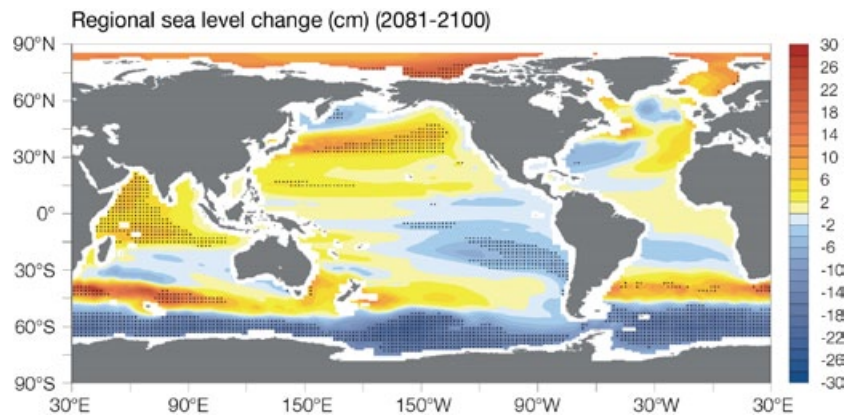 Regional sea level change (cm) (2081-2100)
90°N
60°N
30°N
0°
30°S
60°S
90°S
30°E 90°E 150°E 150°W 90°W 30°W 30°E
30
26
22
18
14
10
6
2
-2
-6
-10
-14
-18
-22
-26
-30